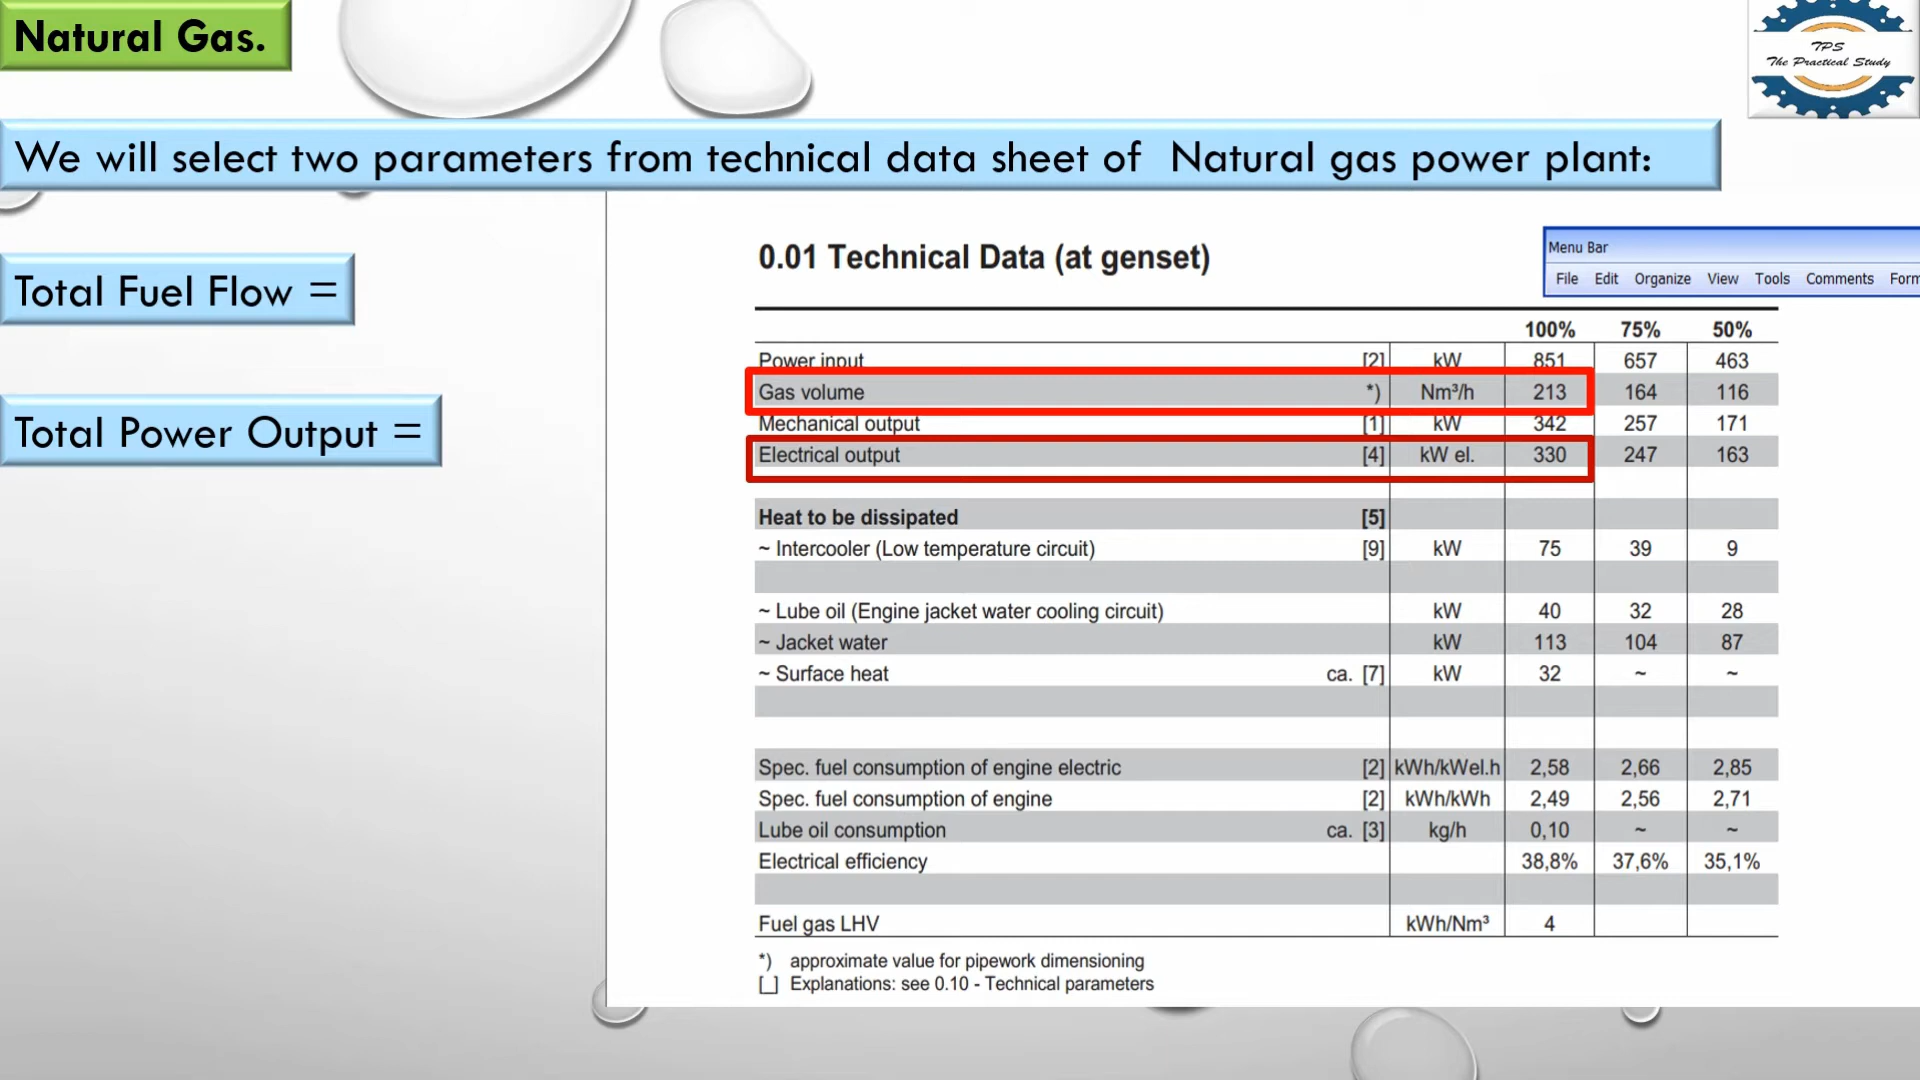 Natural Gas.
TPS
The Practical Study
We will select two parameters from technical data sheet of Natural gas power plant:
Total Fuel Flow =
Total Power Output =
0.01 Technical Data (at genset)
Menu Bar
File Edit Organize View Tools Comments Form
100% 75% 50%
Power input [2] kW 851 657 463
Gas volume *) Nm³/h 213 164 116
Mechanical output [1] kW 342 257 171
Electrical output [4] kW el. 330 247 163
Heat to be dissipated [5]
~ Intercooler (Low temperature circuit) [9] kW 75 39 9
~ Lube oil (Engine jacket water cooling circuit) kW 40 32 28
~ Jacket water kW 113 104 87
~ Surface heat ca. [7] kW 32 ~ ~
Spec. fuel consumption of engine electric [2] kWh/kWel.h 2,58 2,66 2,85
Spec. fuel consumption of engine [2] kWh/kWh 2,49 2,56 2,71
Lube oil consumption ca. [3] kg/h 0,10 ~ ~
Electrical efficiency 38,8% 37,6% 35,1%
Fuel gas LHV kWh/Nm³ 4
*) approximate value for pipework dimensioning
[_] Explanations: see 0.10 - Technical parameters